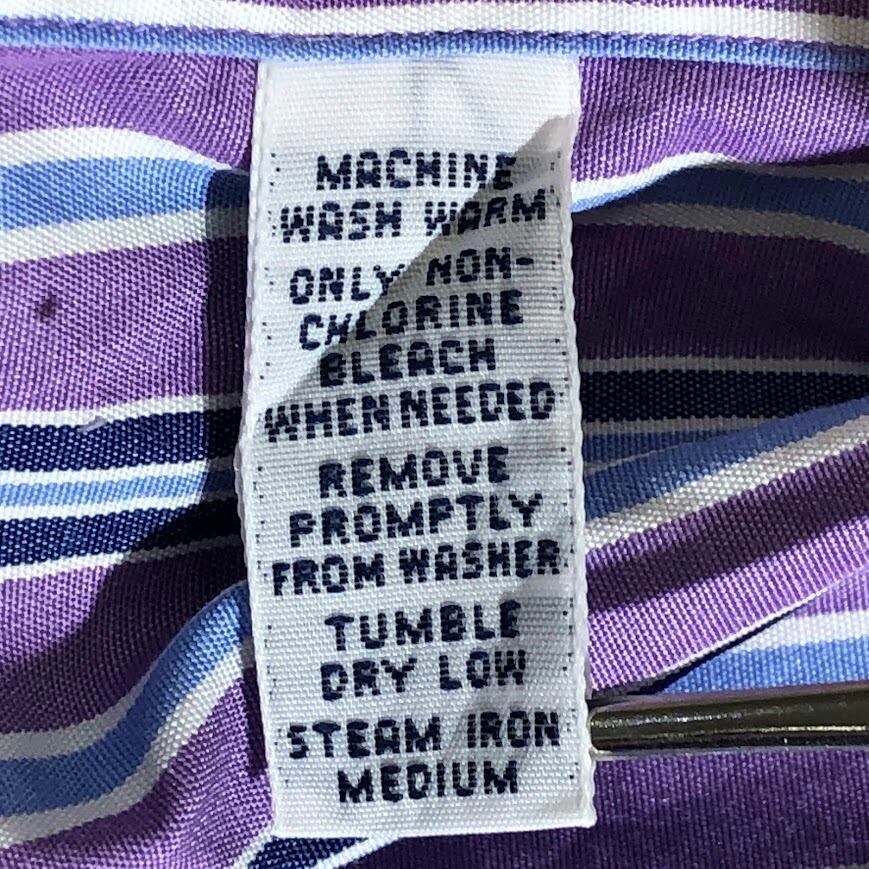 MACHINE
WASH WARM
ONLY NON-
CHLORINE
BLEACH
WHEN NEEDED
REMOVE
PROMPTLY
FROM WASHER
TUMBLE
DRY LOW
STEAM IRON
MEDIUM